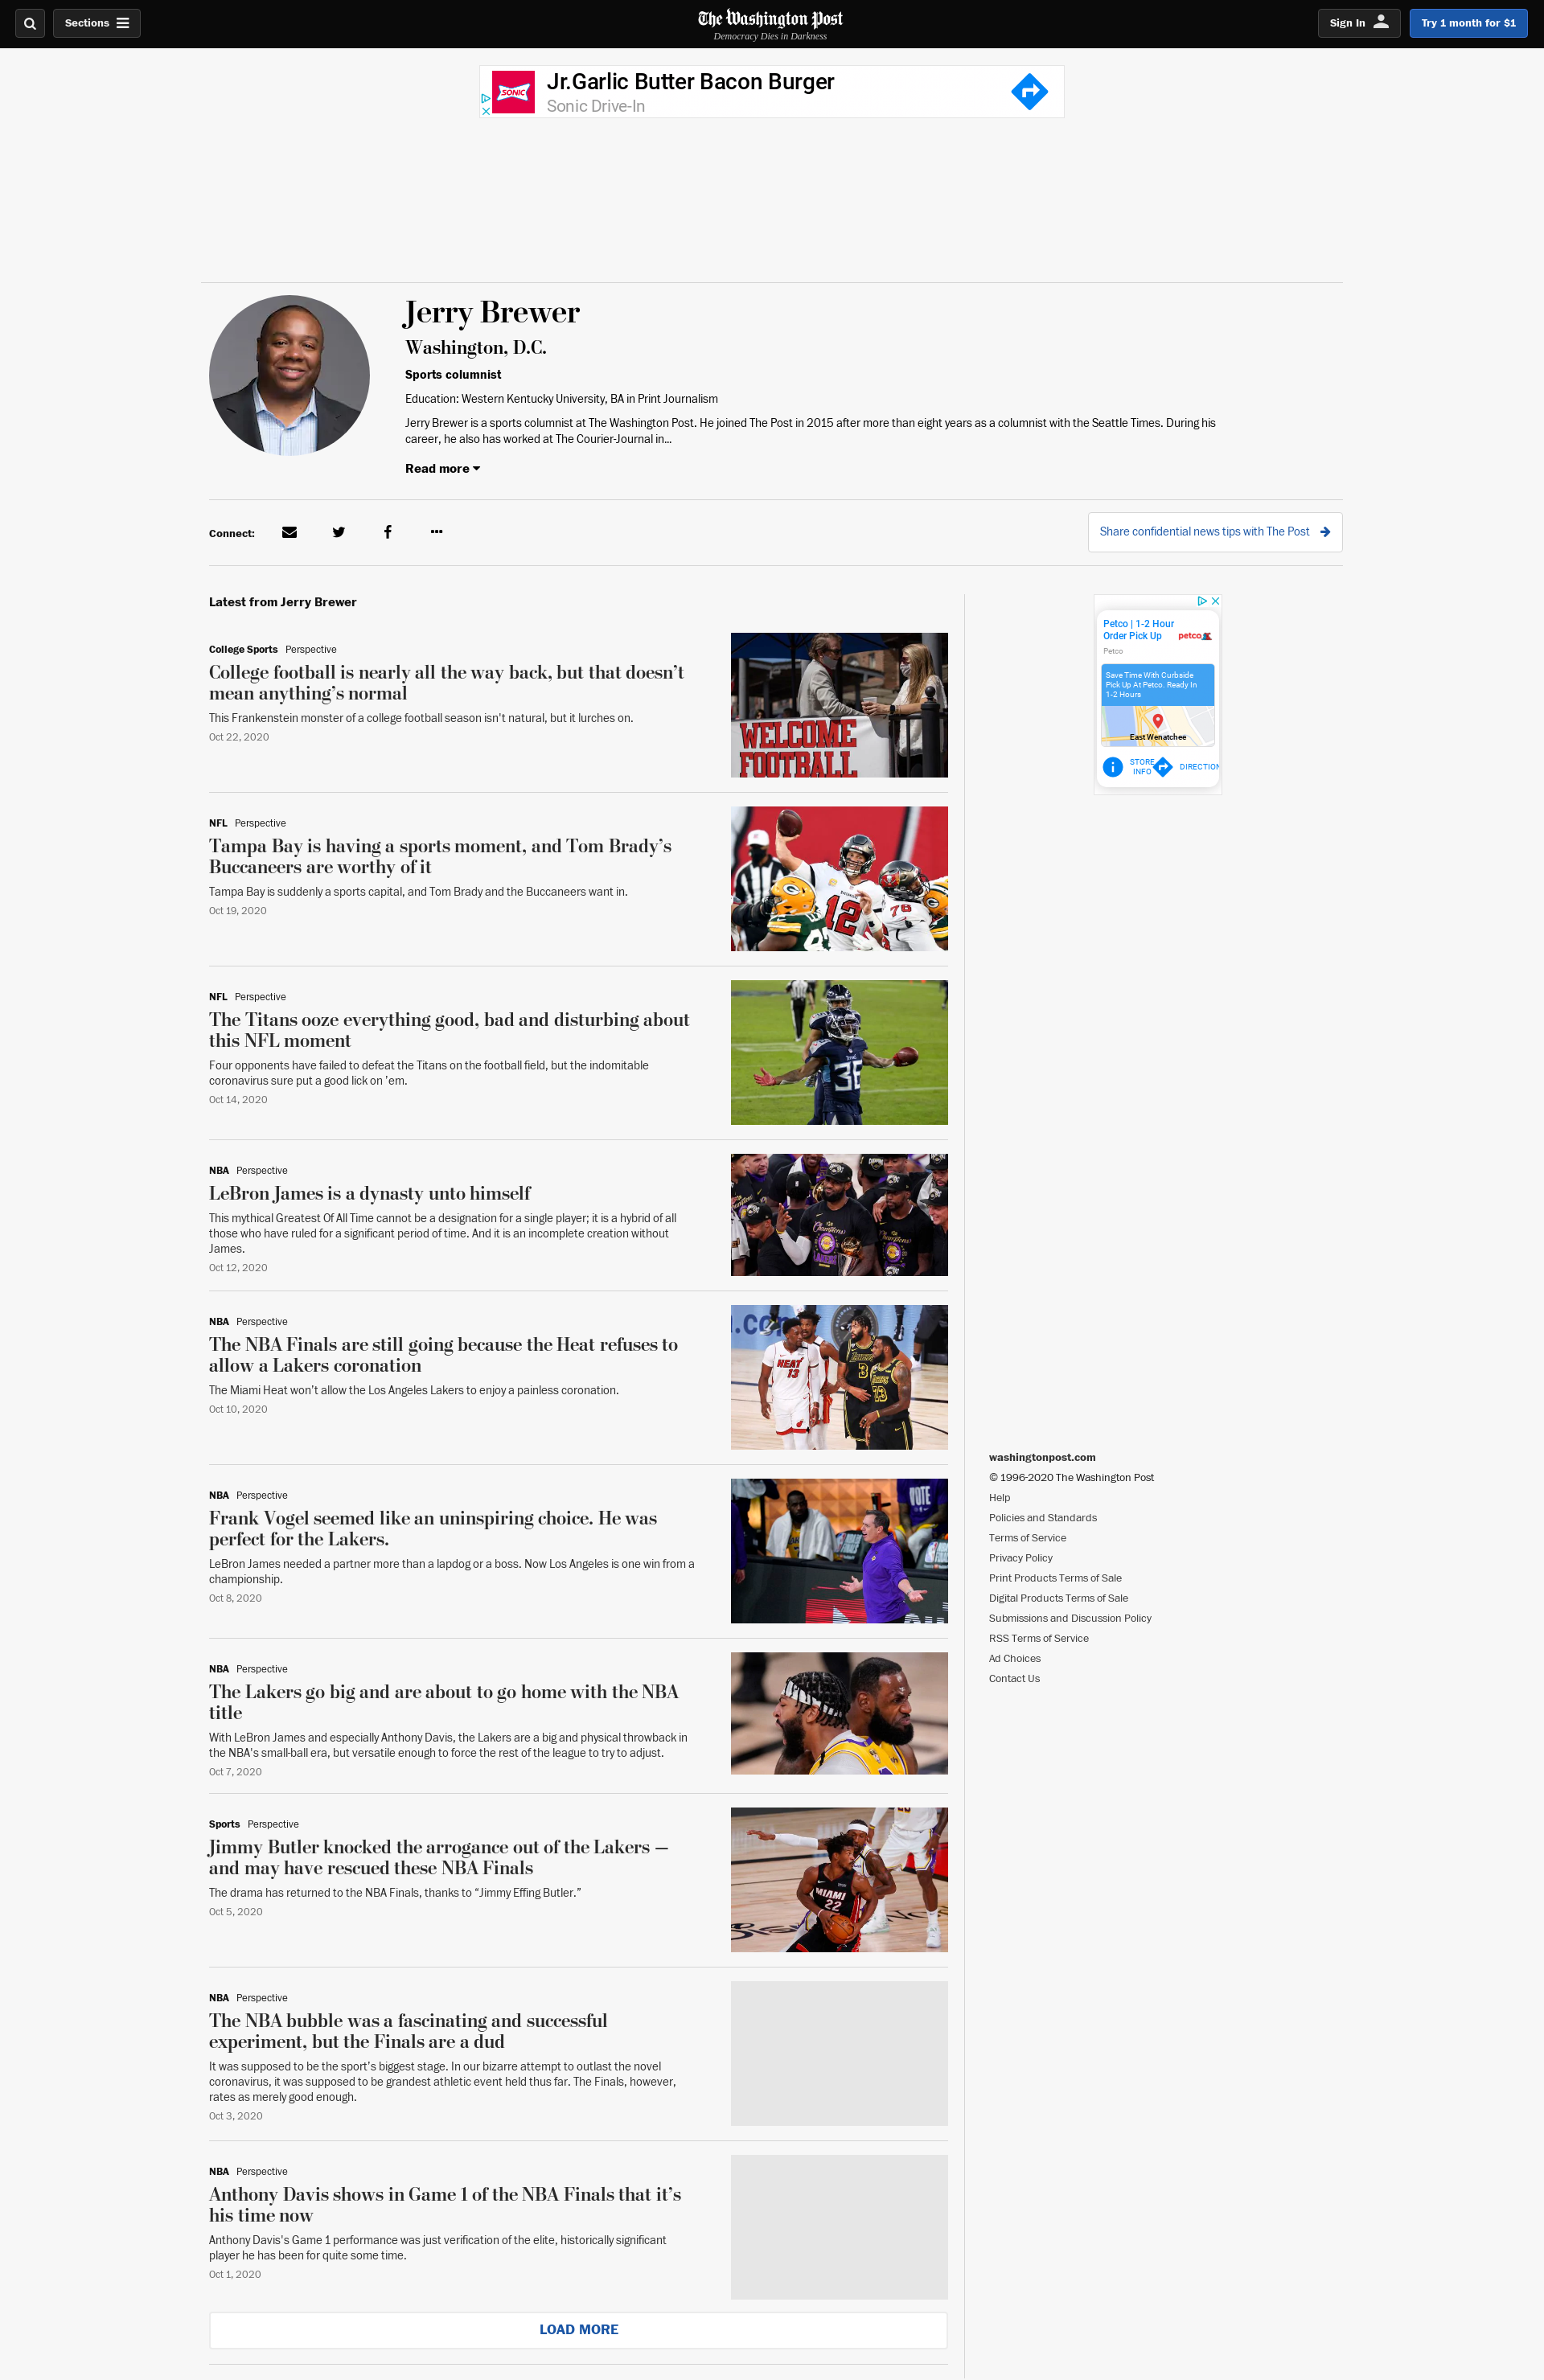 Sections
The Washington Post
Democracy Dies in Darkness
Sign In
Try 1 month for $1
SONIC
Jr.Garlic Butter Bacon Burger
Sonic Drive-In
Jerry Brewer
Washington, D.C.
Sports columnist
Education: Western Kentucky University, BA in Print Journalism
Jerry Brewer is a sports columnist at The Washington Post. He joined The Post in 2015 after more than eight years as a columnist with the Seattle Times. During his
career, he also has worked at The Courier-Journal in...
Read more
Connect:
Share confidential news tips with The Post
Latest from Jerry Brewer
College Sports Perspective
College football is nearly all the way back, but that doesn’t
mean anything’s normal
This Frankenstein monster of a college football season isn’t natural, but it lurches on.
Oct 22, 2020
WELCOME
FOOTBALL
NFL Perspective
Tampa Bay is having a sports moment, and Tom Brady’s
Buccaneers are worthy of it
Tampa Bay is suddenly a sports capital, and Tom Brady and the Buccaneers want in.
Oct 19, 2020
12
76
NFL Perspective
The Titans ooze everything good, bad and disturbing about
this NFL moment
Four opponents have failed to defeat the Titans on the football field, but the indomitable
coronavirus sure put a good lick on ’em.
Oct 14, 2020
NBA Perspective
LeBron James is a dynasty unto himself
This mythical Greatest Of All Time cannot be a designation for a single player; it is a hybrid of all
those who have ruled for a significant period of time. And it is an incomplete creation without
James.
Oct 12, 2020
Champions
Champions
LAKERS
NBA Perspective
The NBA Finals are still going because the Heat refuses to
allow a Lakers coronation
The Miami Heat won’t allow the Los Angeles Lakers to enjoy a painless coronation.
Oct 10, 2020
HEAT
13
3
NBA Perspective
Frank Vogel seemed like an uninspiring choice. He was
perfect for the Lakers.
LeBron James needed a partner more than a lapdog or a boss. Now Los Angeles is one win from a
championship.
Oct 8, 2020
VOTE
NBA Perspective
The Lakers go big and are about to go home with the NBA
title
With LeBron James and especially Anthony Davis, the Lakers are a big and physical throwback in
the NBA's small-ball era, but versatile enough to force the rest of the league to try to adjust.
Oct 7, 2020
Sports Perspective
Jimmy Butler knocked the arrogance out of the Lakers —
and may have rescued these NBA Finals
The drama has returned to the NBA Finals, thanks to “Jimmy Effing Butler.”
Oct 5, 2020
MIAMI
22
NBA Perspective
The NBA bubble was a fascinating and successful
experiment, but the Finals are a dud
It was supposed to be the sport's biggest stage. In our bizarre attempt to outlast the novel
coronavirus, it was supposed to be grandest athletic event held thus far. The Finals, however,
rates as merely good enough.
Oct 3, 2020
NBA Perspective
Anthony Davis shows in Game 1 of the NBA Finals that it’s
his time now
Anthony Davis's Game 1 performance was just verification of the elite, historically significant
player he has been for quite some time.
Oct 1, 2020
LOAD MORE
Petco | 1-2 Hour
Order Pick Up
petco
Petco
Save Time With Curbside
Pick Up At Petco. Ready In
1-2 Hours
East Wenatchee
STORE
INFO
DIRECTION
washingtonpost.com
© 1996-2020 The Washington Post
Help
Policies and Standards
Terms of Service
Privacy Policy
Print Products Terms of Sale
Digital Products Terms of Sale
Submissions and Discussion Policy
RSS Terms of Service
Ad Choices
Contact Us